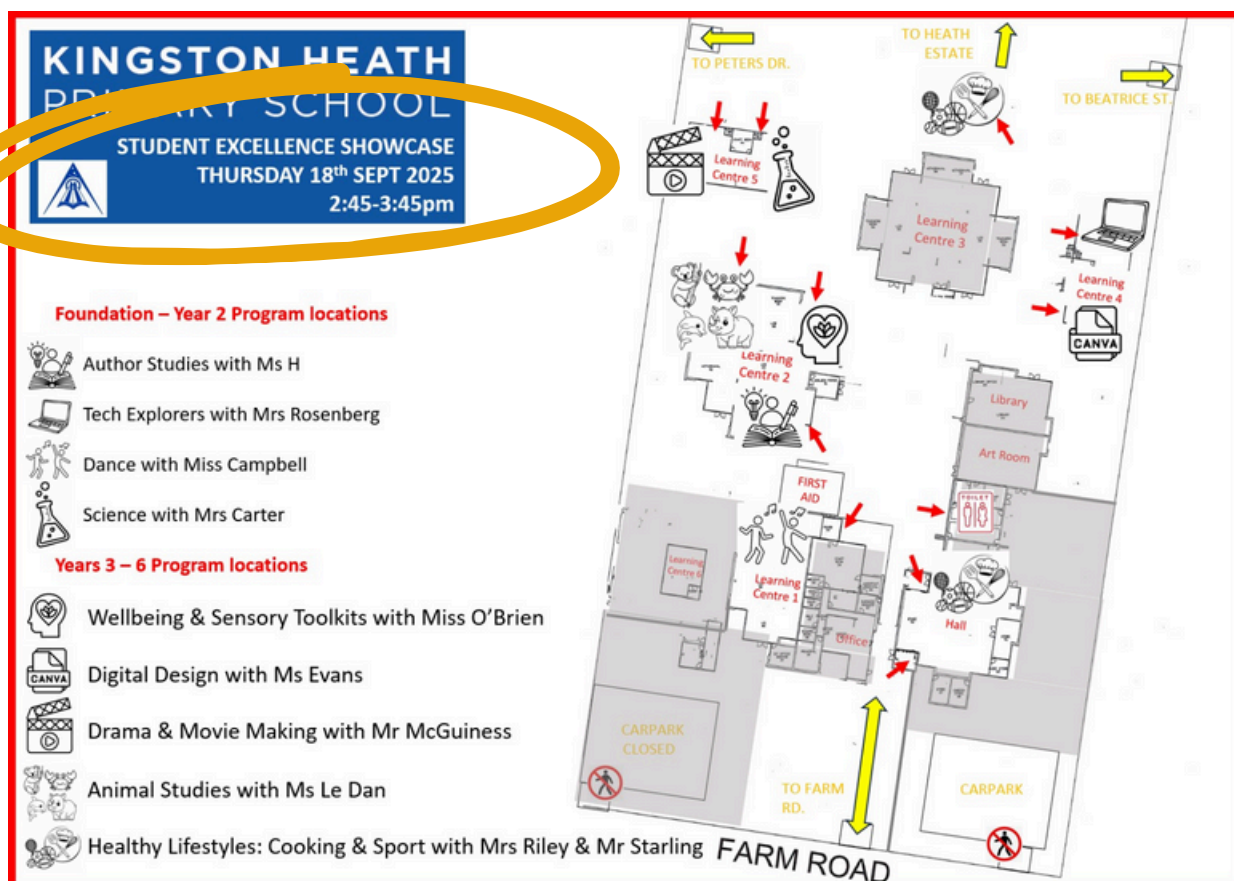 KINGSTON HEATH
PRIMARY SCHOOL
STUDENT EXCELLENCE SHOWCASE
THURSDAY 18th SEPT 2025
2:45-3:45pm
Foundation – Year 2 Program locations
Author Studies with Ms H
Tech Explorers with Mrs Rosenberg
Dance with Miss Campbell
Science with Mrs Carter
Years 3 – 6 Program locations
Wellbeing & Sensory Toolkits with Miss O'Brien
CANVA
Digital Design with Ms Evans
Drama & Movie Making with Mr McGuiness
Animal Studies with Ms Le Dan
Healthy Lifestyles: Cooking & Sport with Mrs Riley & Mr Starling
TO PETERS DR.
TO HEATH
ESTATE
TO BEATRICE ST.
Learning
Centre 5
Learning
Centre 3
Learning
Centre 4
CANVA
Learning
Centre 2
Library
Art Room
FIRST
AID
TOILET
Learning
Centre 6
Learning
Centre 1
Office
Hall
CARPARK
CLOSED
TO FARM
RD.
CARPARK
FARM ROAD